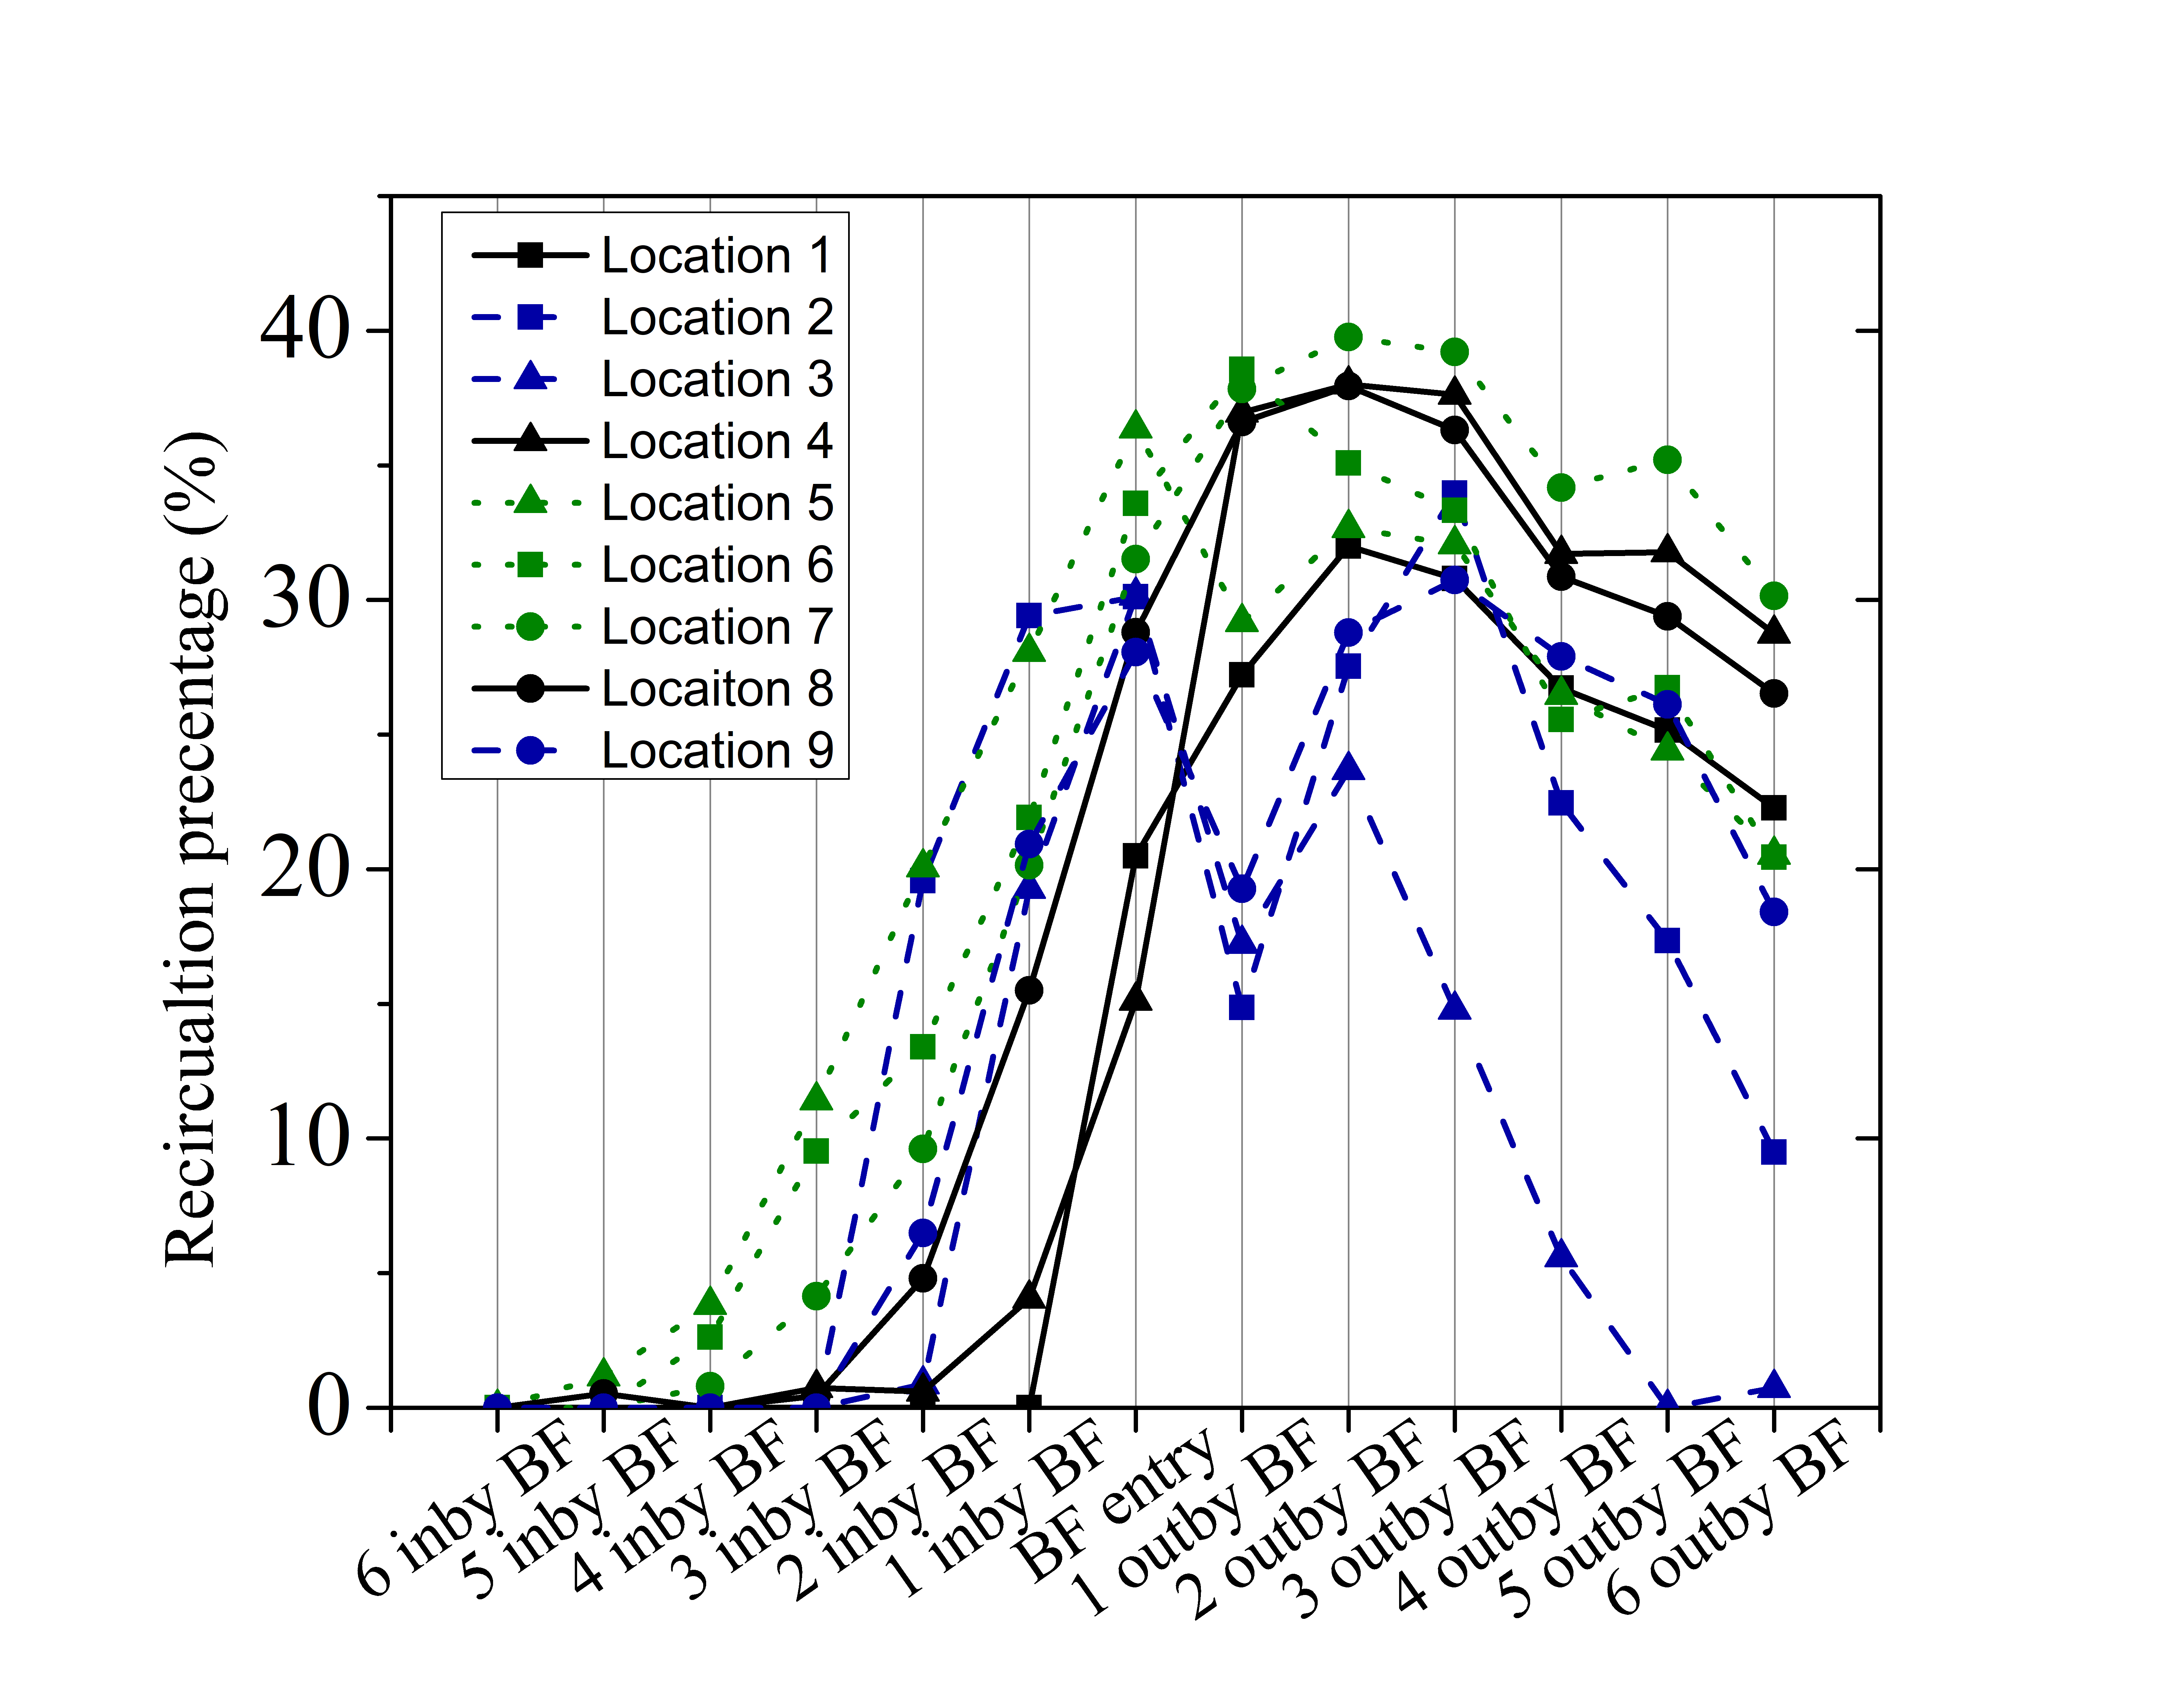 Recircualtion precentage (%)
40
30
20
10
0
Location 1
Location 2
Location 3
Location 4
Location 5
Location 6
Location 7
Locaiton 8
Location 9
6 inby BF
5 inby BF
4 inby BF
3 inby BF
2 inby BF
1 inby BF
BF entry
1 outby BF
2 outby BF
3 outby BF
4 outby BF
5 outby BF
6 outby BF